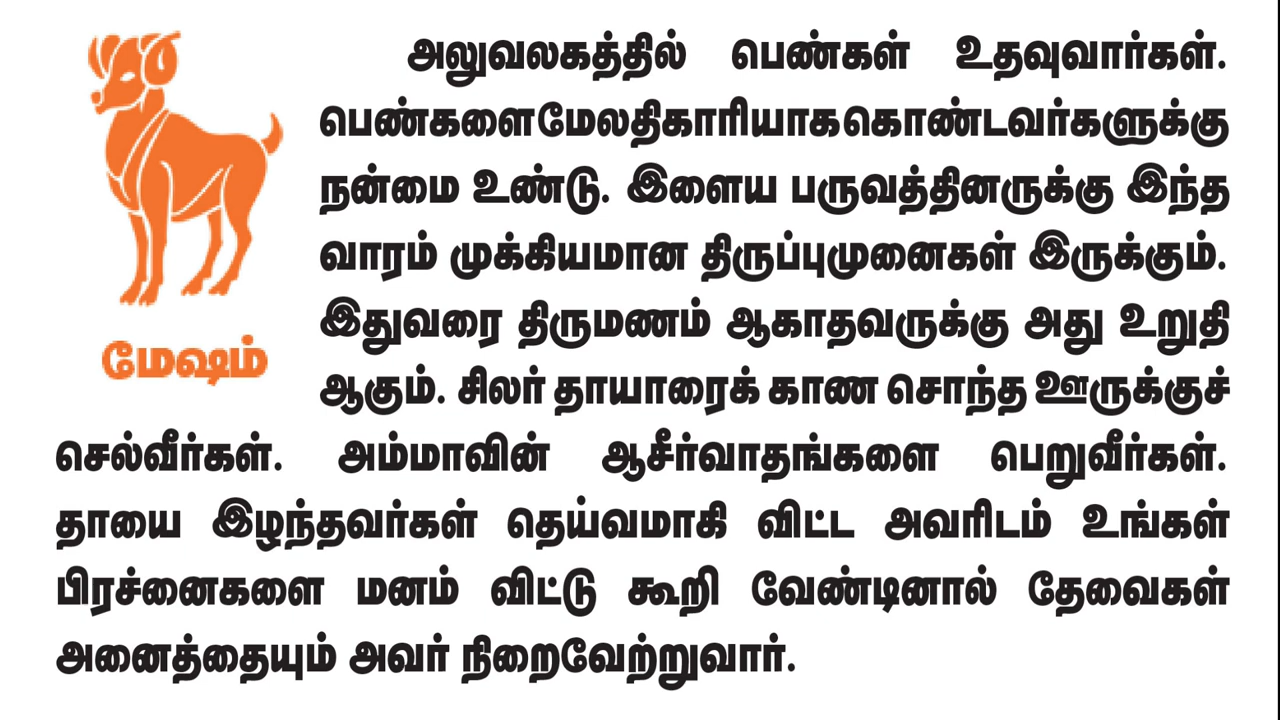 அலுவலகத்தில் பெண்கள் உதவுவார்கள்.
பெண்களை மேலதிகாரியாக கொண்டவர்களுக்கு
நன்மை உண்டு. இளைய பருவத்தினருக்கு இந்த
வாரம் முக்கியமான திருப்புமுனைகள் இருக்கும்.
இதுவரை திருமணம் ஆகாதவருக்கு அது உறுதி
ஆகும். சிலர் தாயாரைக் காண சொந்த ஊருக்குச்
செல்வீர்கள். அம்மாவின் ஆசீர்வாதங்களை பெறுவீர்கள்.
தாயை இழந்தவர்கள் தெய்வமாகி விட்ட அவரிடம் உங்கள்
பிரச்னைகளை மனம் விட்டு கூறி வேண்டினால் தேவைகள்
அனைத்தையும் அவர் நிறைவேற்றுவார்.
மேஷம்